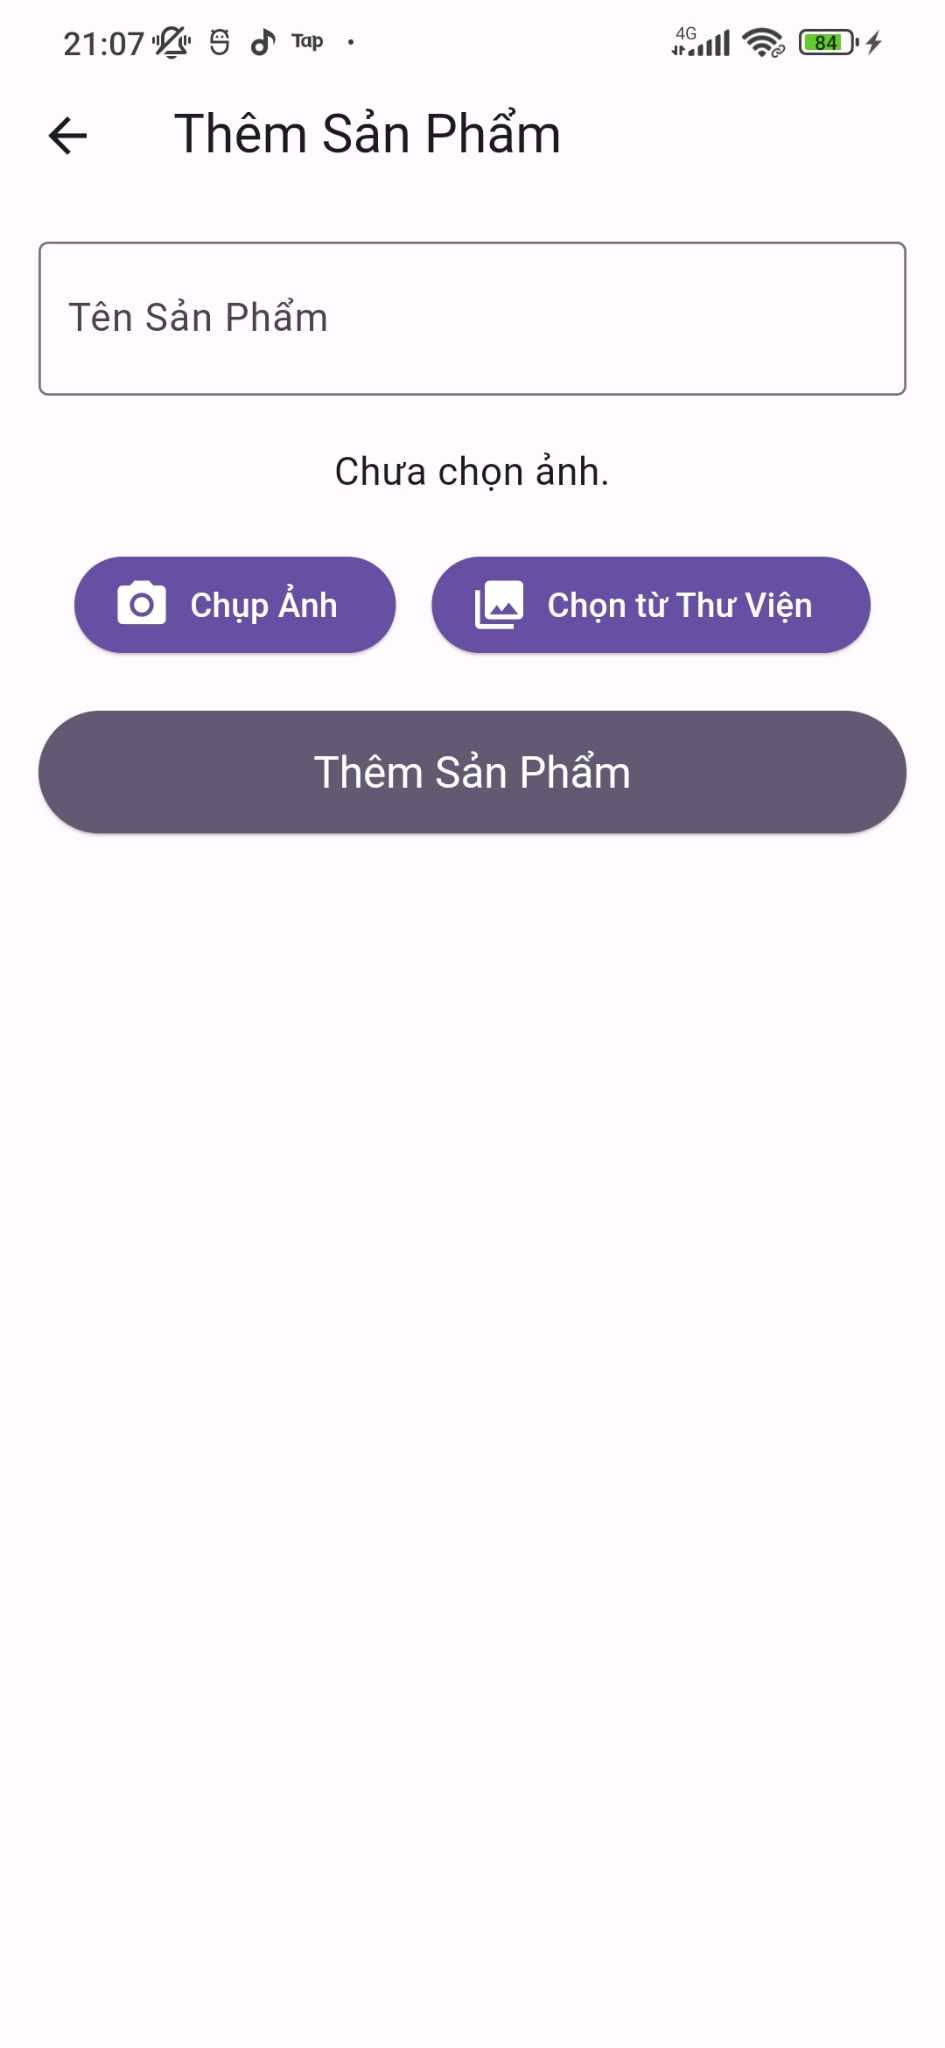 21:07 Tap 4G 84
Thêm Sản Phẩm
Tên Sản Phẩm
Chưa chọn ảnh.
Chụp Ảnh Chọn từ Thư Viện
Thêm Sản Phẩm